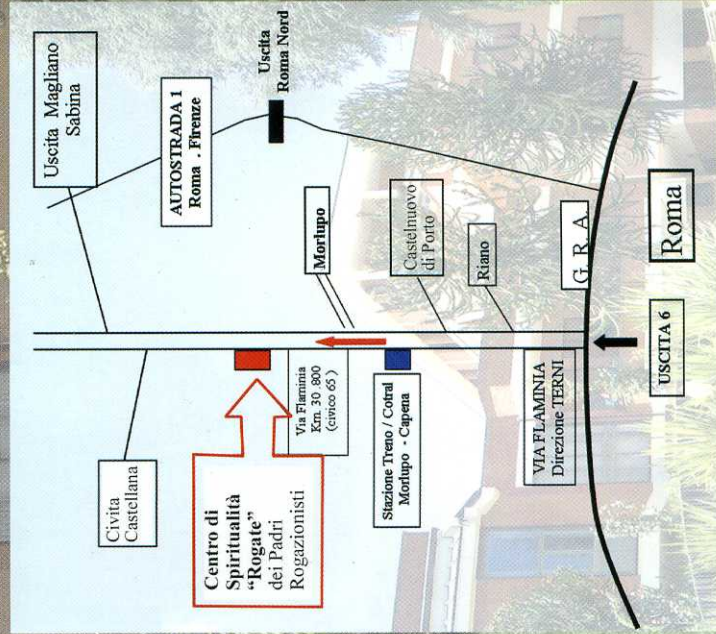 Uscita Magliano
Sabina
AUTOSTRADA 1
Roma . Firenze
Uscita
Roma Nord
Civita
Castellana
Centro di
Spiritualità
“Rogate”
dei Padri
Rogazionisti
Via Flaminia
Km. 30 .800
(civico 65)
Morlupo
Stazione Treno / Cotral
Morlupo - Capena
Castelnuovo
di Porto
Riano
VIA FLAMINIA
Direzione TERNI
G. R. A.
USCITA 6
Roma